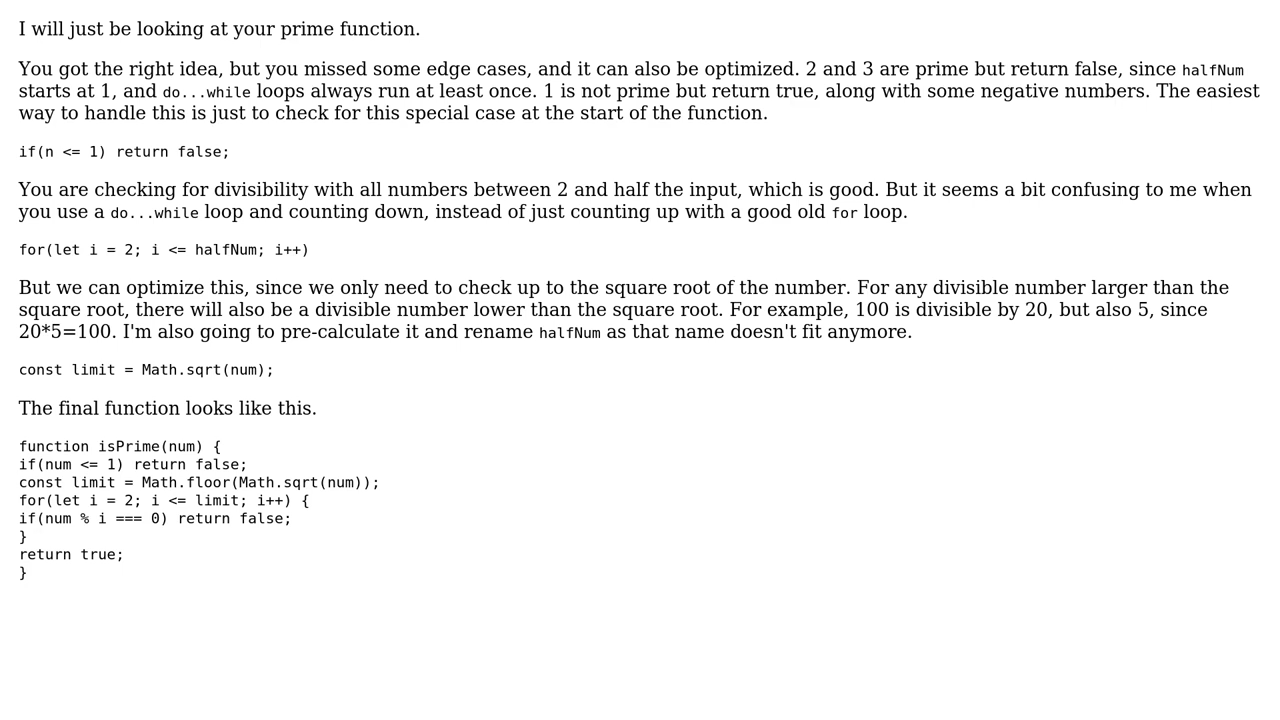 I will just be looking at your prime function.
You got the right idea, but you missed some edge cases, and it can also be optimized. 2 and 3 are prime but return false, since halfNum
starts at 1, and do...while loops always run at least once. 1 is not prime but return true, along with some negative numbers. The easiest
way to handle this is just to check for this special case at the start of the function.
if(n <= 1) return false;
You are checking for divisibility with all numbers between 2 and half the input, which is good. But it seems a bit confusing to me when
you use a do...while loop and counting down, instead of just counting up with a good old for loop.
for(let i = 2; i <= halfNum; i++)
But we can optimize this, since we only need to check up to the square root of the number. For any divisible number larger than the
square root, there will also be a divisible number lower than the square root. For example, 100 is divisible by 20, but also 5, since
20*5=100. I'm also going to pre-calculate it and rename halfNum as that name doesn't fit anymore.
const limit = Math.sqrt(num);
The final function looks like this.
function isPrime(num) {
if(num <= 1) return false;
const limit = Math.floor(Math.sqrt(num));
for(let i = 2; i <= limit; i++) {
if(num % i === 0) return false;
}
return true;
}